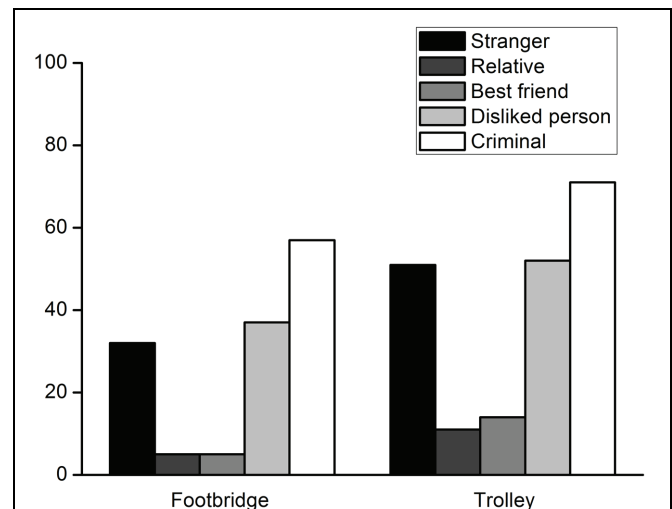 Stranger
Relative
Best friend
Disliked person
Criminal
100
80
60
40
20
0
Footbridge Trolley